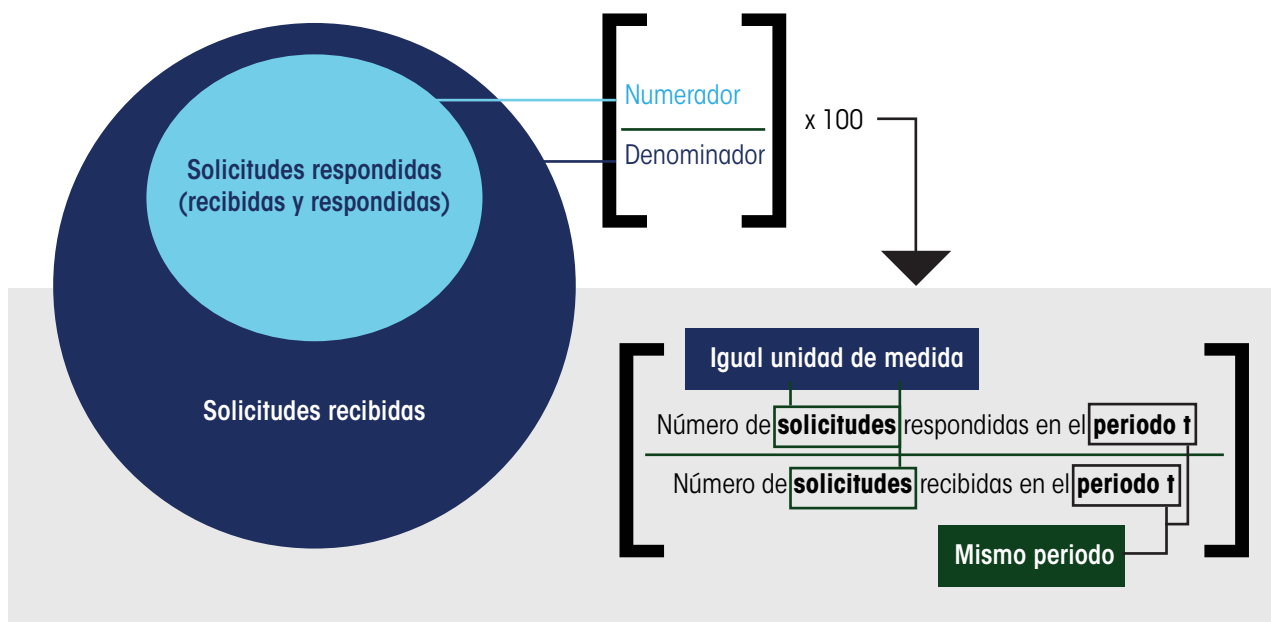 Solicitudes respondidas
(recibidas y respondidas)
Solicitudes recibidas
Numerador
Denominador
x 100
Igual unidad de medida
Número de solicitudes respondidas en el periodo t
Número de solicitudes recibidas en el periodo t
Mismo periodo